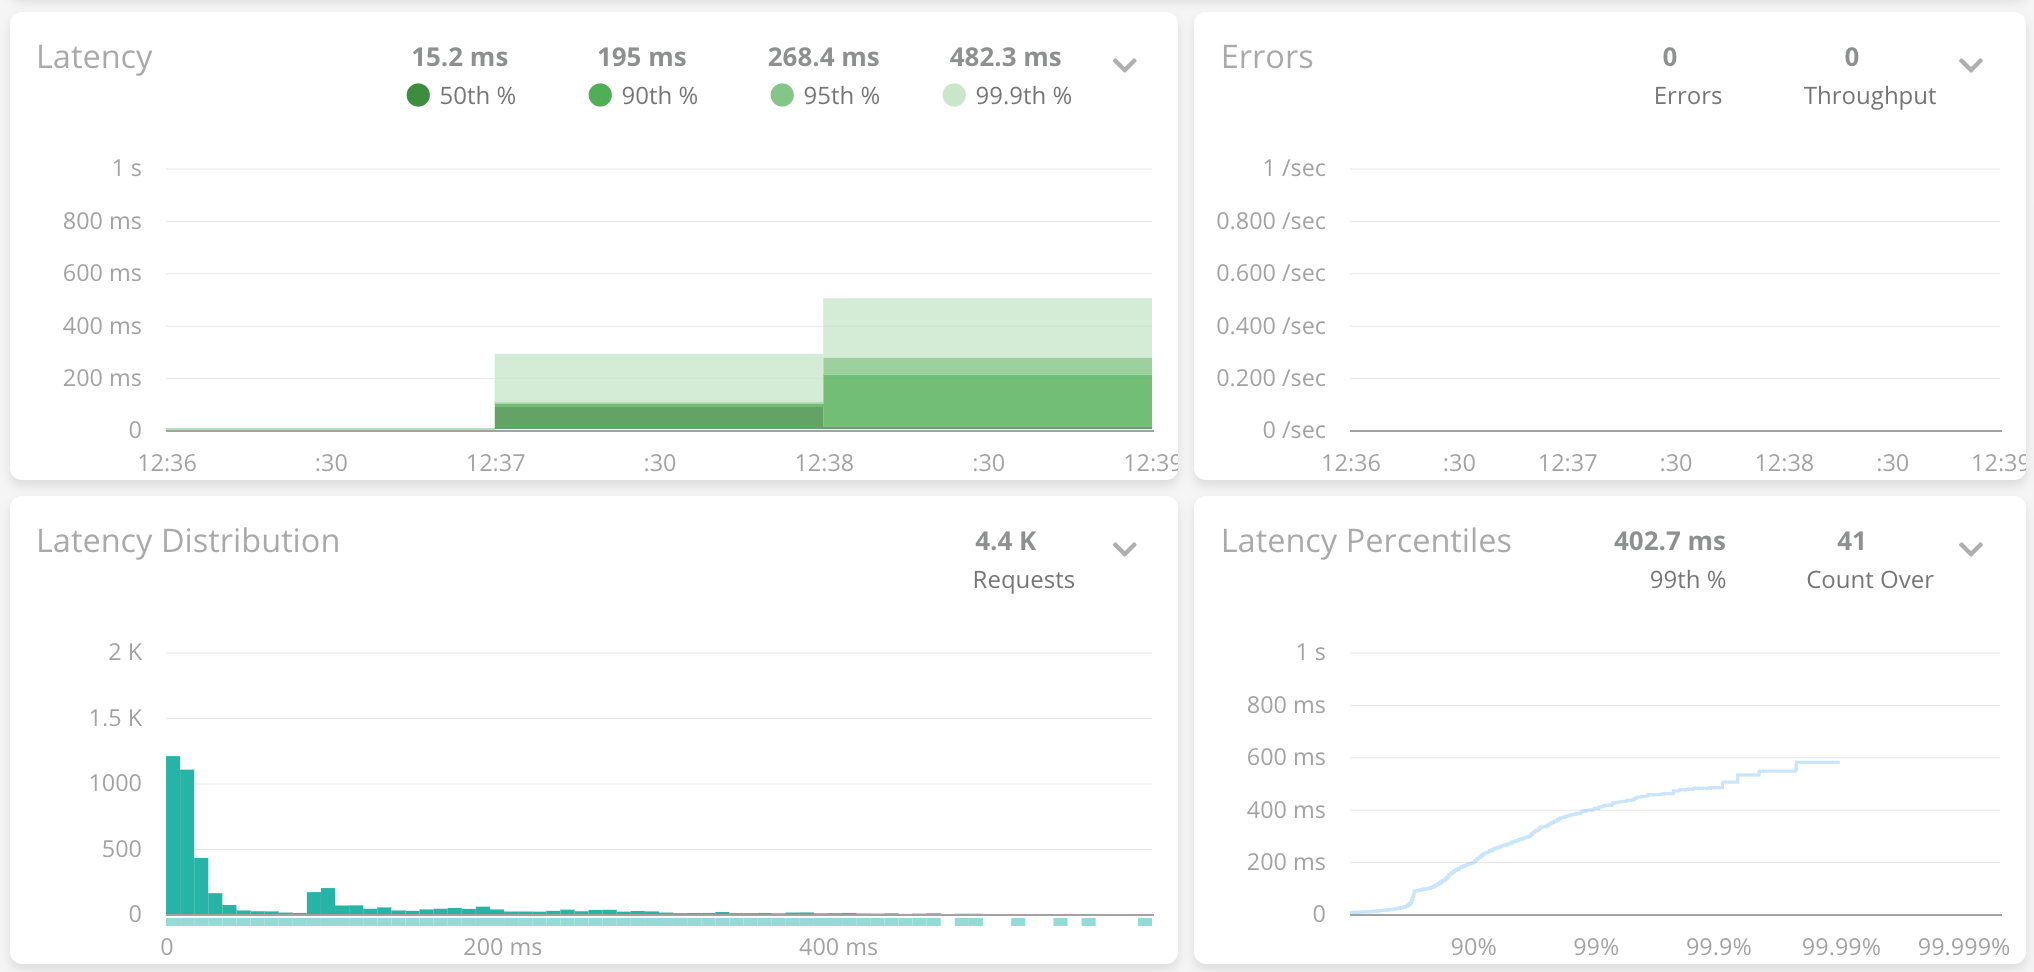 Latency
15.2 ms 195 ms 268.4 ms 482.3 ms
50th % 90th % 95th % 99.9th %
1 s
800 ms
600 ms
400 ms
200 ms
0
12:36 :30 12:37 :30 12:38 :30 12:39
Errors
0 0
Errors Throughput
1 /sec
0.800 /sec
0.600 /sec
0.400 /sec
0.200 /sec
0 /sec
12:36 :30 12:37 :30 12:38 :30 12:39
Latency Distribution
4.4 K
Requests
2 K
1.5 K
1000
500
0
0 200 ms 400 ms
Latency Percentiles
402.7 ms 41
99th % Count Over
1 s
800 ms
600 ms
400 ms
200 ms
0
90% 99% 99.9% 99.99% 99.999%